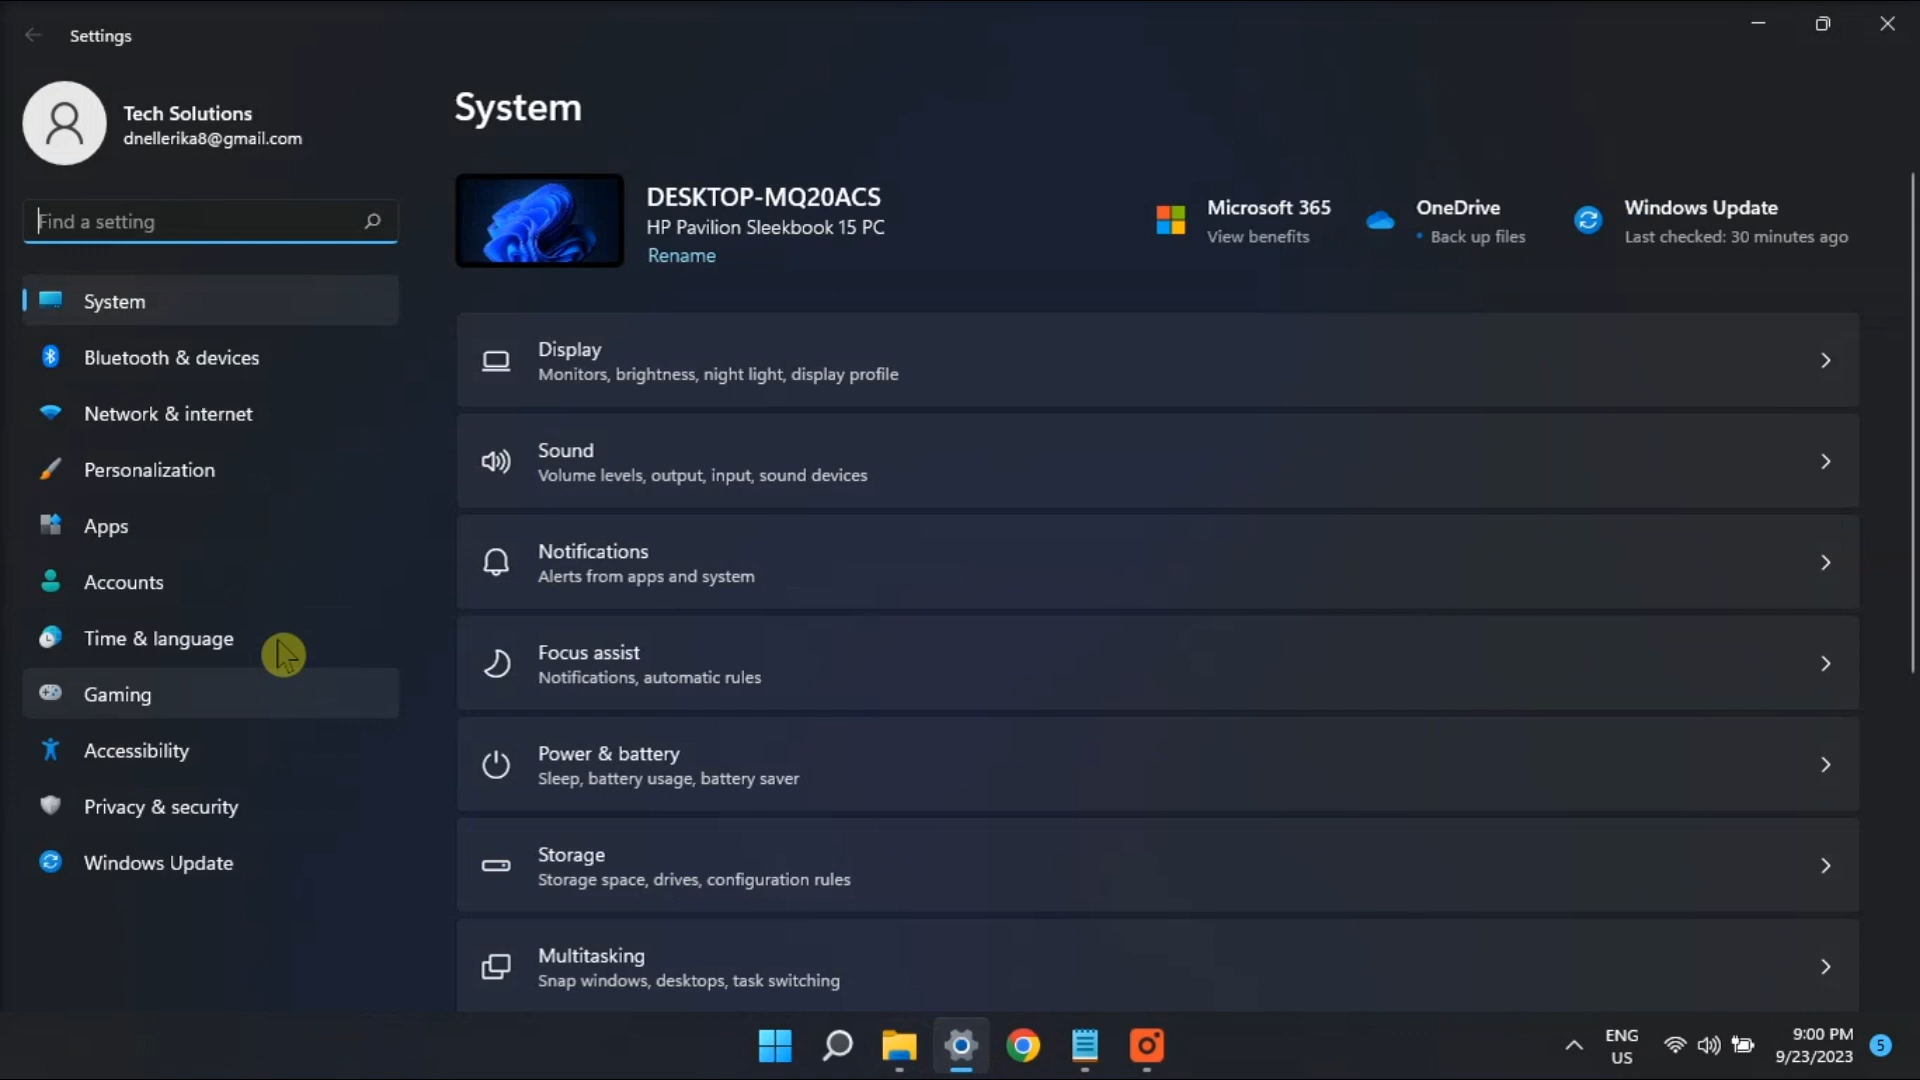 Settings
Tech Solutions
dnellerika8@gmail.com
Find a setting
System
Bluetooth & devices
Network & internet
Personalization
Apps
Accounts
Time & language
Gaming
Accessibility
Privacy & security
Windows Update
System
DESKTOP-MQ20ACS
HP Pavilion Sleekbook 15 PC
Rename
Microsoft 365
View benefits
OneDrive
• Back up files
Windows Update
Last checked: 30 minutes ago
Display
Monitors, brightness, night light, display profile
Sound
Volume levels, output, input, sound devices
Notifications
Alerts from apps and system
Focus assist
Notifications, automatic rules
Power & battery
Sleep, battery usage, battery saver
Storage
Storage space, drives, configuration rules
Multitasking
Snap windows, desktops, task switching
ENG
US
9:00 PM
9/23/2023
5